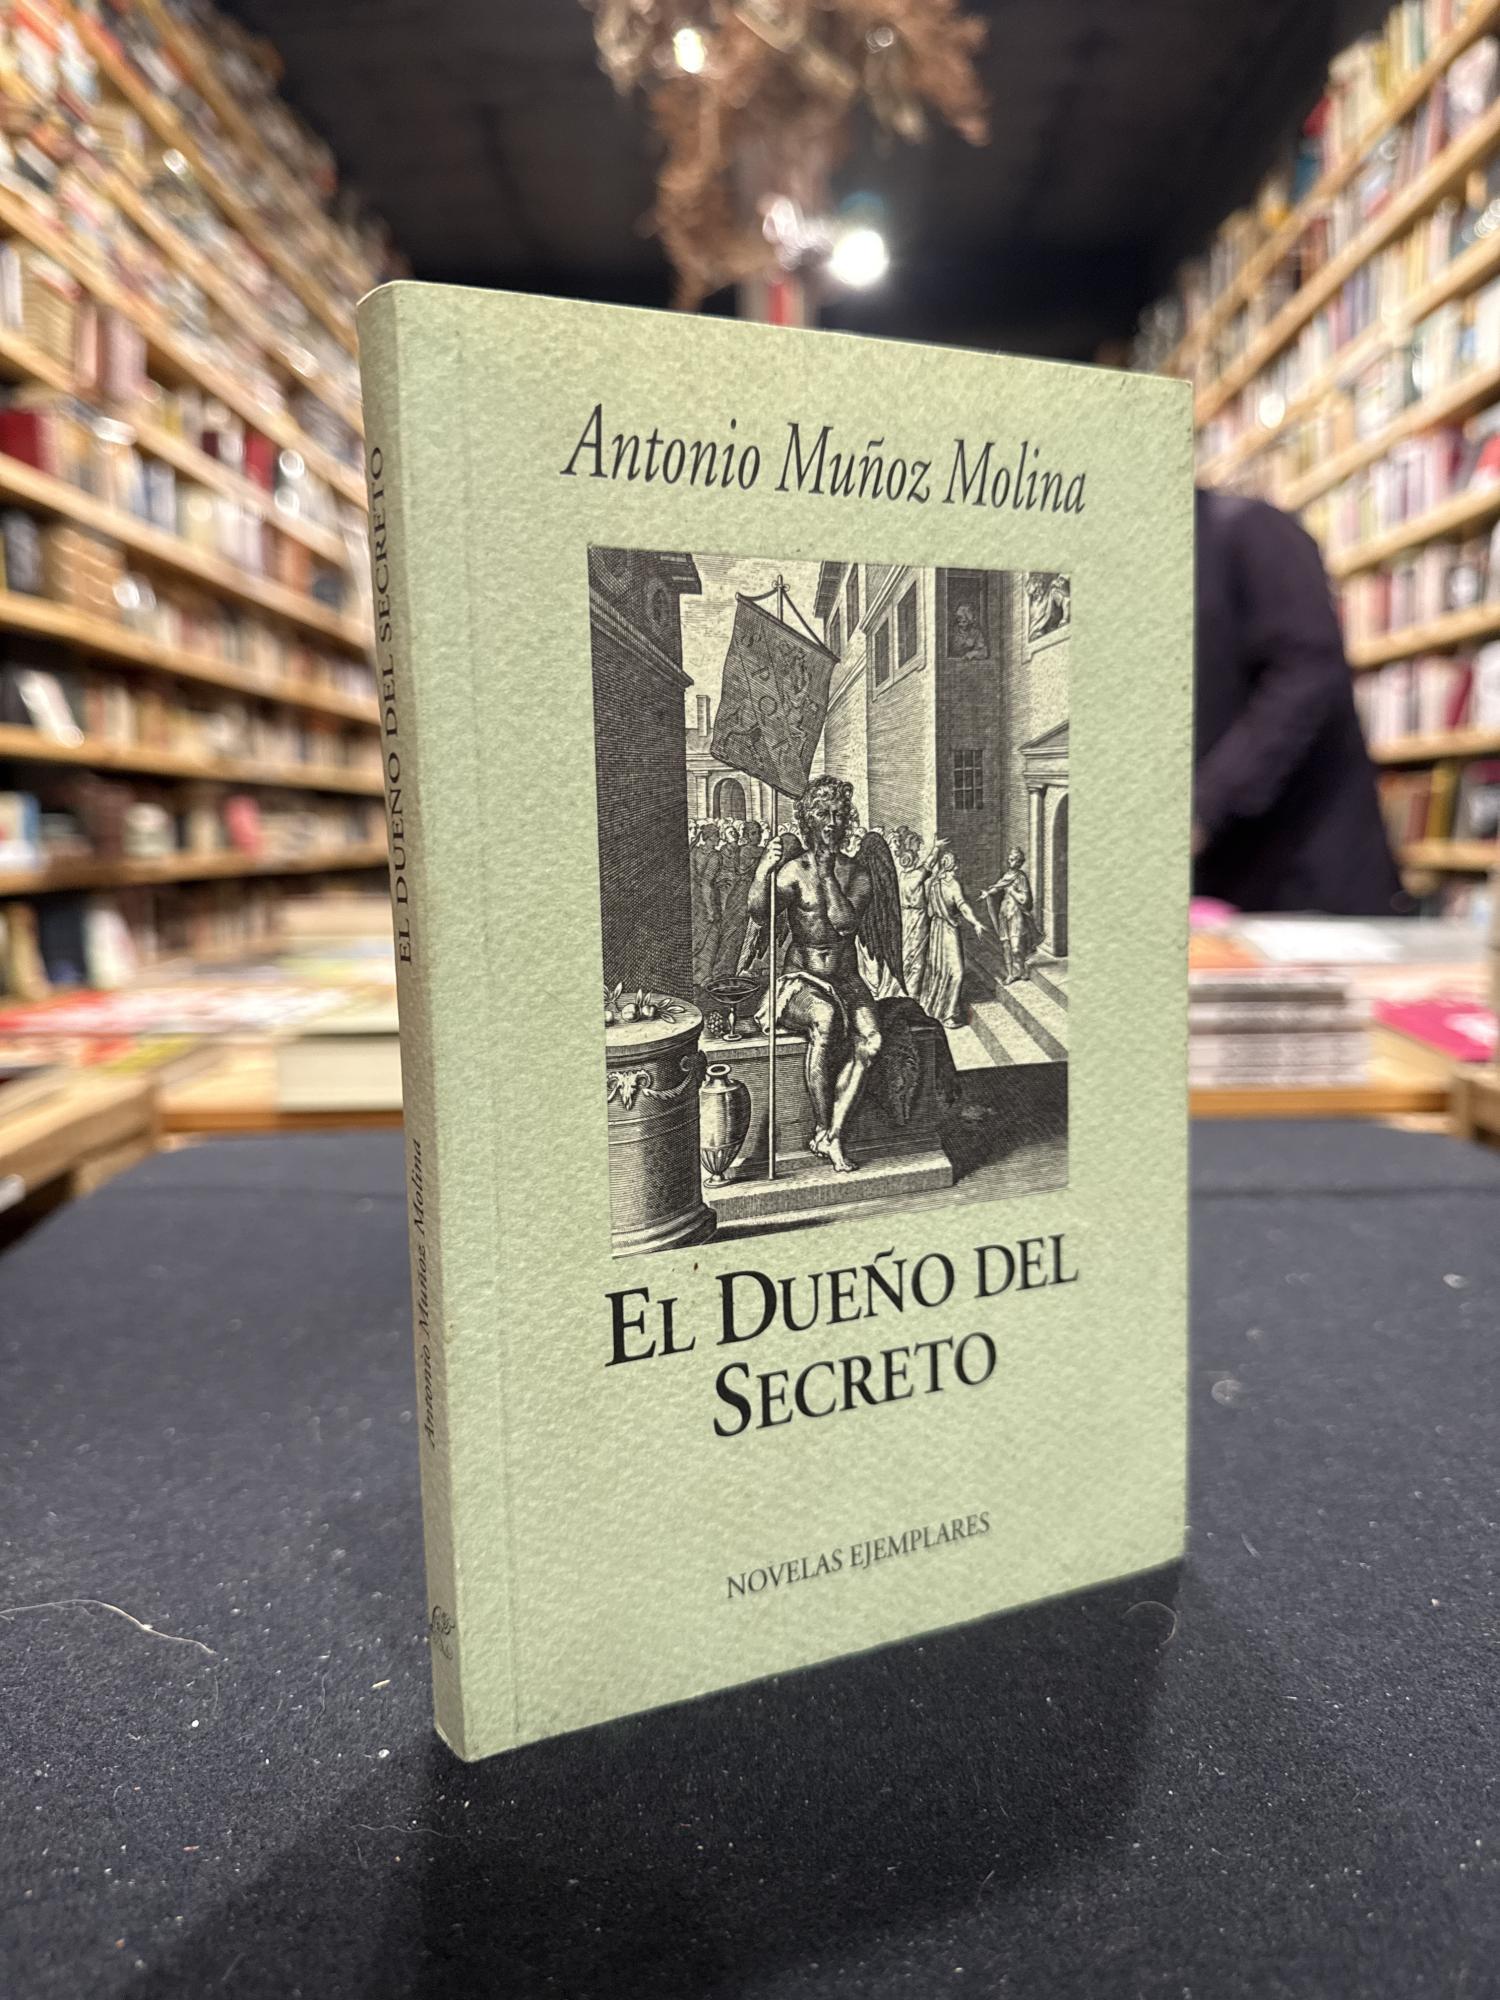 Antonio Muñoz Molina
EL DUEÑO DEL
SECRETO
NOVELAS EJEMPLARES
EL DUEÑO DEL SECRETO
Antonio Muñoz Molina